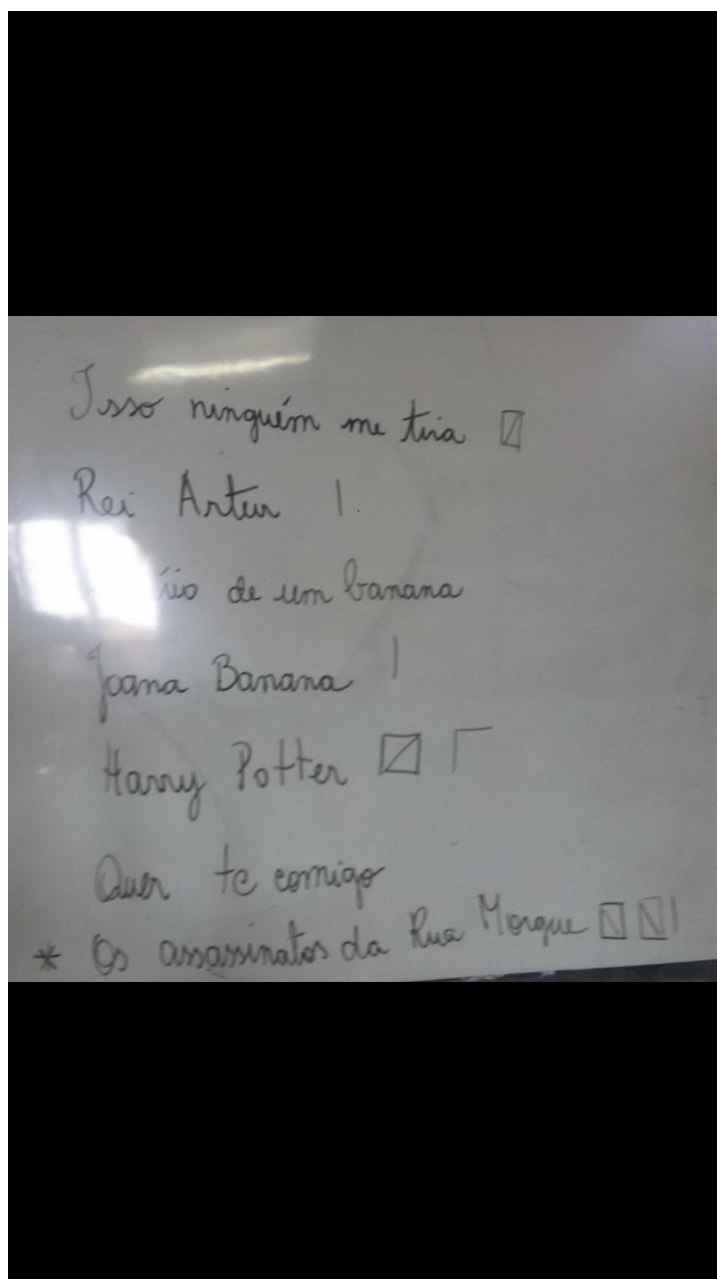 Isso ninguém me tira
Rei Artur
de um banana
Joana Banana
Harry Potter
Quer tc comigo
* Os assassinatos da Rua Morgue